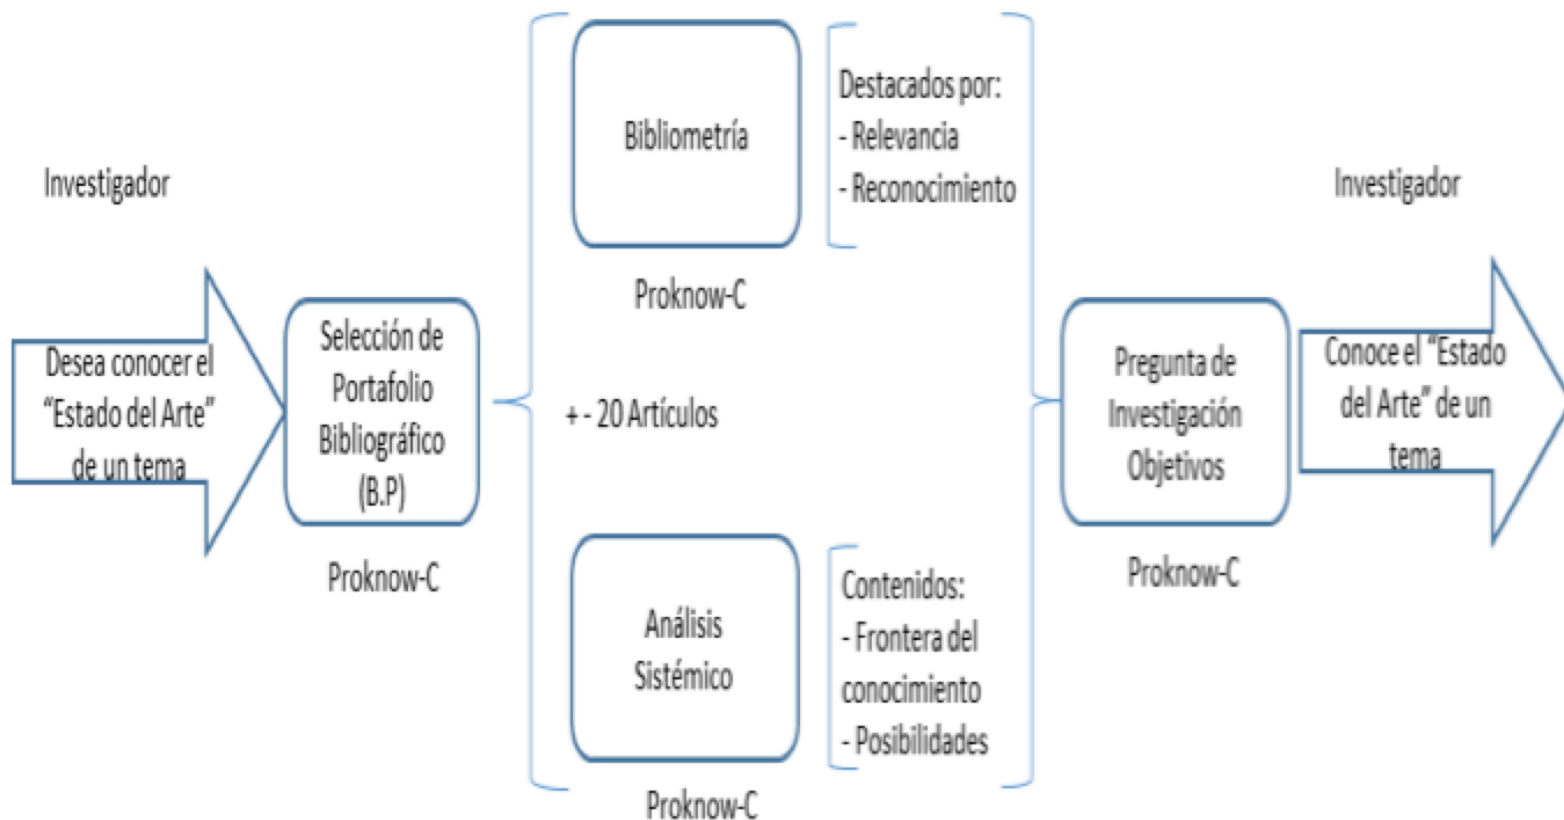 Investigador
Desea conocer el
“Estado del Arte”
de un tema
Selección de
Portafolio
Bibliográfico
(B.P)
Proknow-C
Bibliometría
Proknow-C
Destacados por:
- Relevancia
- Reconocimiento
+ - 20 Artículos
Análisis
Sistémico
Proknow-C
Contenidos:
- Frontera del
conocimiento
- Posibilidades
Pregunta de
Investigación
Objetivos
Proknow-C
Investigador
Conoce el “Estado
del Arte” de un
tema